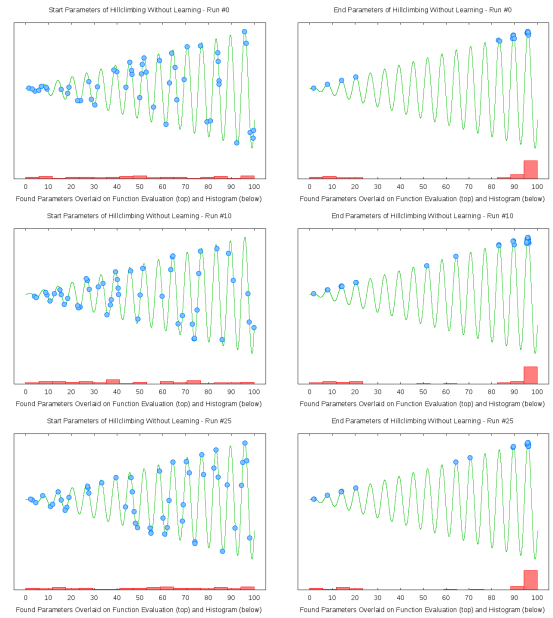 Start Parameters of Hillclimbing Without Learning - Run #0
End Parameters of Hillclimbing Without Learning - Run #0
0 10 20 30 40 50 60 70 80 90 100
0 10 20 30 40 50 60 70 80 90 100
Found Parameters Overlaid on Function Evaluation (top) and Histogram (below)
Found Parameters Overlaid on Function Evaluation (top) and Histogram (below)
Start Parameters of Hillclimbing Without Learning - Run #10
End Parameters of Hillclimbing Without Learning - Run #10
0 10 20 30 40 50 60 70 80 90 100
0 10 20 30 40 50 60 70 80 90 100
Found Parameters Overlaid on Function Evaluation (top) and Histogram (below)
Found Parameters Overlaid on Function Evaluation (top) and Histogram (below)
Start Parameters of Hillclimbing Without Learning - Run #25
End Parameters of Hillclimbing Without Learning - Run #25
0 10 20 30 40 50 60 70 80 90 100
0 10 20 30 40 50 60 70 80 90 100
Found Parameters Overlaid on Function Evaluation (top) and Histogram (below)
Found Parameters Overlaid on Function Evaluation (top) and Histogram (below)